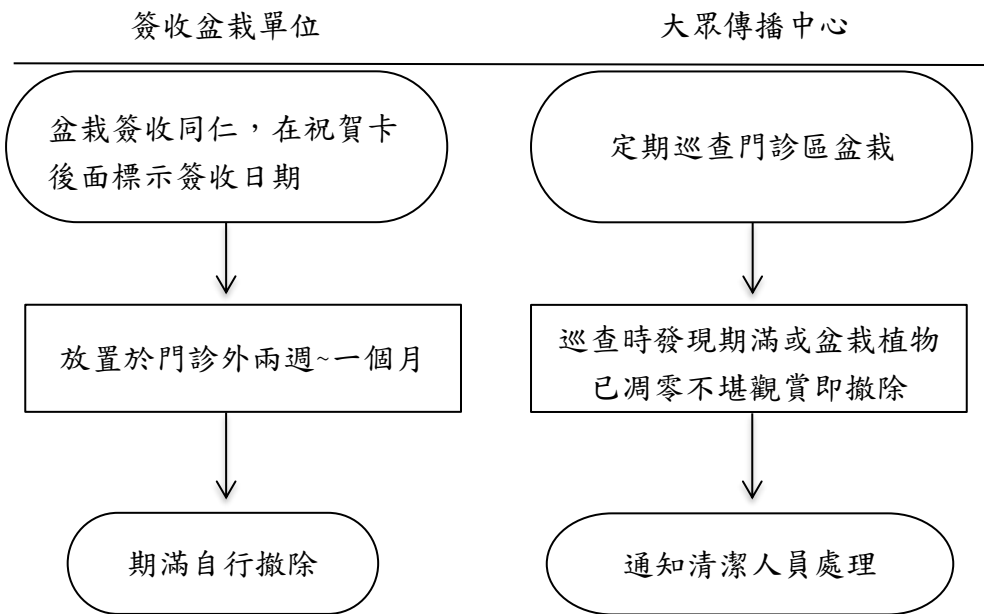 簽收盆栽單位
大眾傳播中心
盆栽簽收同仁，在祝賀卡
後面標示簽收日期
定期巡查門診區盆栽
放置於門診外兩週~一個月
巡查時發現期滿或盆栽植物
已凋零不堪觀賞即撤除
期滿自行撤除
通知清潔人員處理